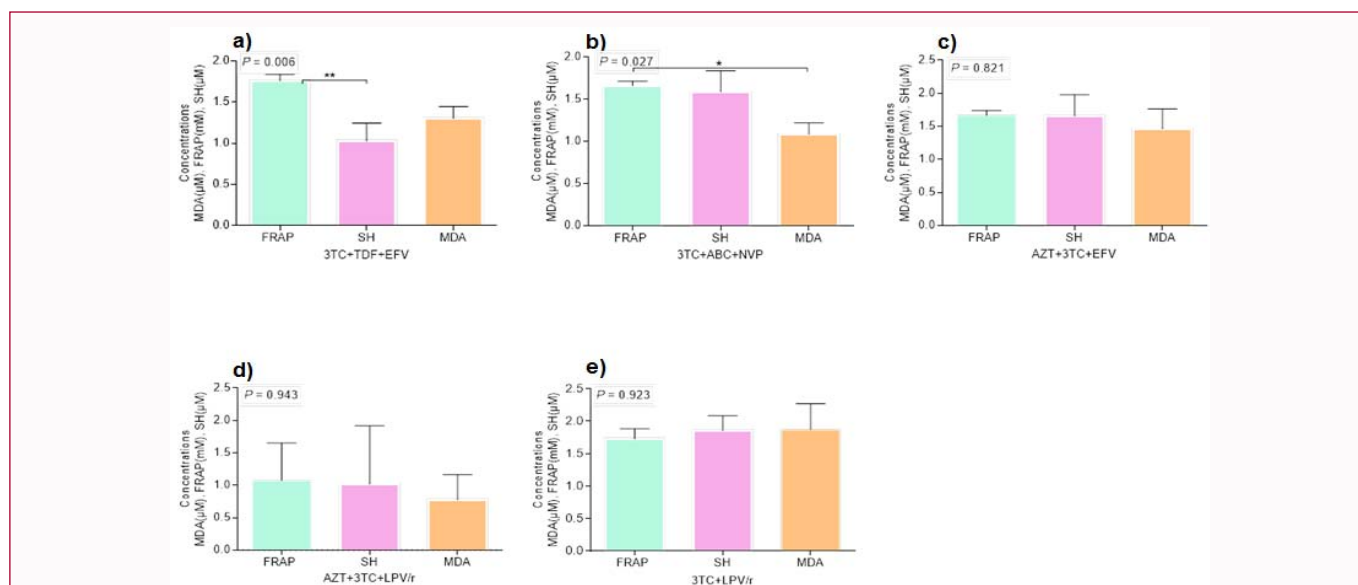 a)
P = 0.006
**
2.0
1.5
1.0
0.5
0.0
Concentrations
MDA(µM), FRAP(mM), SH(µM)
FRAP SH MDA
3TC+TDF+EFV
b)
P = 0.027
*
2.0
1.5
1.0
0.5
0.0
Concentrations
MDA(µM), FRAP(mM), SH(µM)
FRAP SH MDA
3TC+ABC+NVP
c)
P = 0.821
2.5
2.0
1.5
1.0
0.5
0.0
Concentrations
MDA(µM), FRAP(mM), SH(µM)
FRAP SH MDA
AZT+3TC+EFV
d)
P = 0.943
2.5
2.0
1.5
1.0
0.5
0.0
Concentrations
MDA(µM), FRAP(mM), SH(µM)
FRAP SH MDA
AZT+3TC+LPV/r
e)
P = 0.923
2.5
2.0
1.5
1.0
0.5
0.0
Concentrations
MDA(µM), FRAP(mM), SH(µM)
FRAP SH MDA
3TC+LPV/r